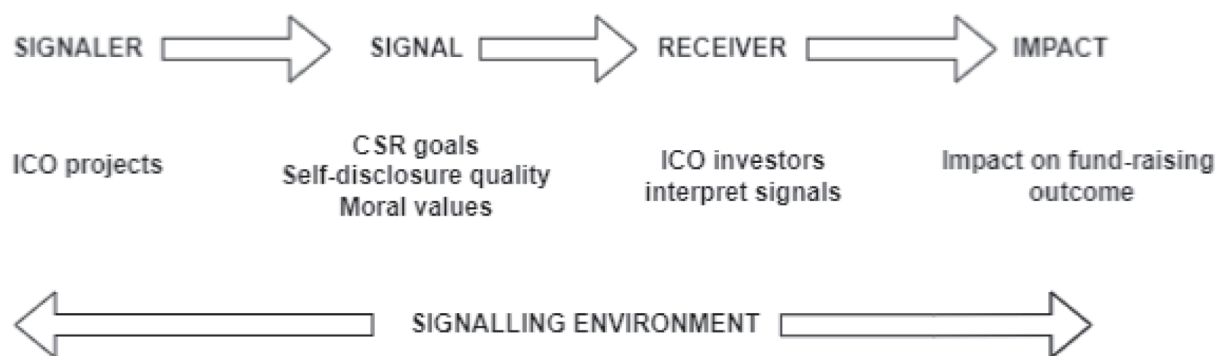 SIGNALER SIGNAL RECEIVER IMPACT
ICO projects
CSR goals
Self-disclosure quality
Moral values
ICO investors
interpret signals
Impact on fund-raising
outcome
SIGNALLING ENVIRONMENT